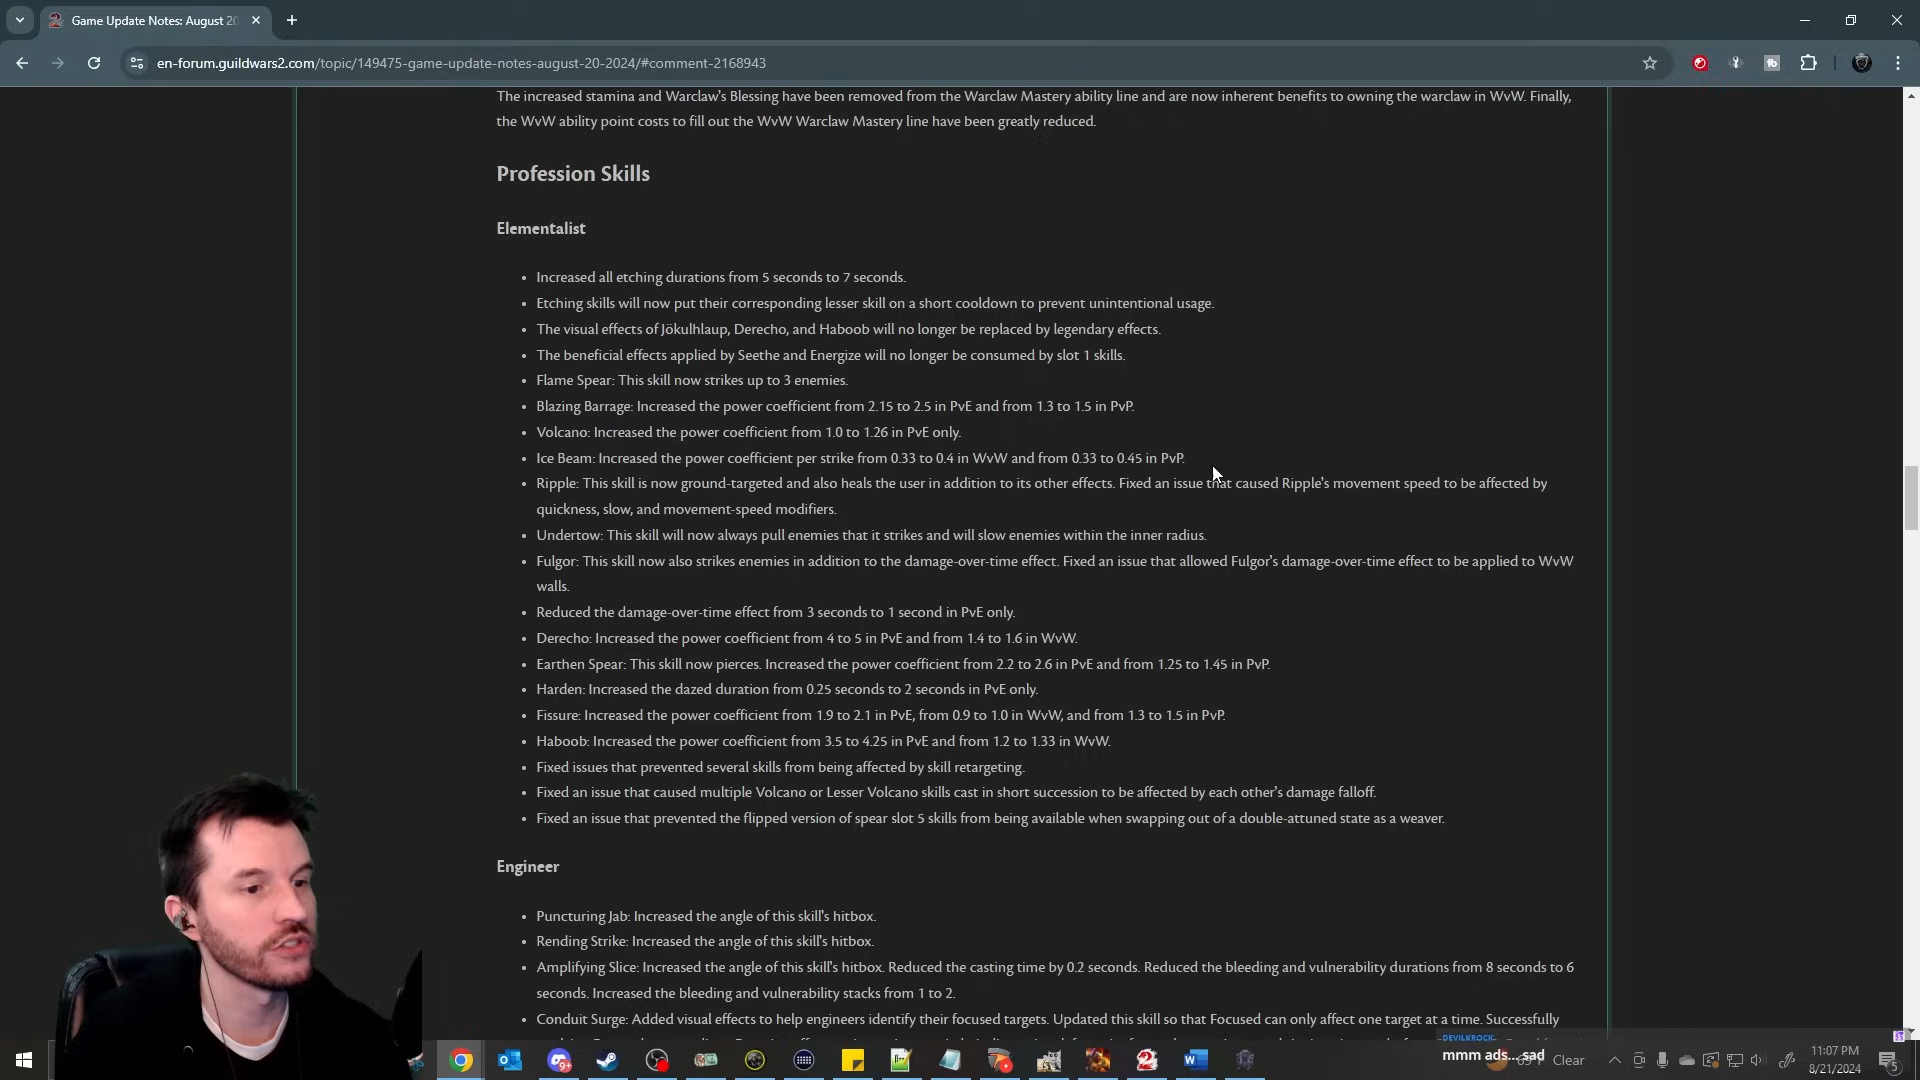 Game Update Notes: August 20
en-forum.guildwars2.com/topic/149475-game-update-notes-august-20-2024/#comment-2168943
The increased stamina and Warclaw's Blessing have been removed from the Warclaw Mastery ability line and are now inherent benefits to owning the warclaw in WvW. Finally,
the WvW ability point costs to fill out the WvW Warclaw Mastery line have been greatly reduced.
Profession Skills
Elementalist
• Increased all etching durations from 5 seconds to 7 seconds.
• Etching skills will now put their corresponding lesser skill on a short cooldown to prevent unintentional usage.
• The visual effects of Jökulhlaup, Derecho, and Haboob will no longer be replaced by legendary effects.
• The beneficial effects applied by Seethe and Energize will no longer be consumed by slot 1 skills.
• Flame Spear: This skill now strikes up to 3 enemies.
• Blazing Barrage: Increased the power coefficient from 2.15 to 2.5 in PvE and from 1.3 to 1.5 in PvP.
• Volcano: Increased the power coefficient from 1.0 to 1.26 in PvE only.
• Ice Beam: Increased the power coefficient per strike from 0.33 to 0.4 in WvW and from 0.33 to 0.45 in PvP.
• Ripple: This skill is now ground-targeted and also heals the user in addition to its other effects. Fixed an issue that caused Ripple's movement speed to be affected by
quickness, slow, and movement-speed modifiers.
• Undertow: This skill will now always pull enemies that it strikes and will slow enemies within the inner radius.
• Fulgor: This skill now also strikes enemies in addition to the damage-over-time effect. Fixed an issue that allowed Fulgor's damage-over-time effect to be applied to WvW
walls.
• Reduced the damage-over-time effect from 3 seconds to 1 second in PvE only.
• Derecho: Increased the power coefficient from 4 to 5 in PvE and from 1.4 to 1.6 in WvW.
• Earthen Spear: This skill now pierces. Increased the power coefficient from 2.2 to 2.6 in PvE and from 1.25 to 1.45 in PvP.
• Harden: Increased the dazed duration from 0.25 seconds to 2 seconds in PvE only.
• Fissure: Increased the power coefficient from 1.9 to 2.1 in PvE, from 0.9 to 1.0 in WvW, and from 1.3 to 1.5 in PvP.
• Haboob: Increased the power coefficient from 3.5 to 4.25 in PvE and from 1.2 to 1.33 in WvW.
• Fixed issues that prevented several skills from being affected by skill retargeting.
• Fixed an issue that caused multiple Volcano or Lesser Volcano skills cast in short succession to be affected by each other's damage falloff.
• Fixed an issue that prevented the flipped version of spear slot 5 skills from being available when swapping out of a double-attuned state as a weaver.
Engineer
• Puncturing Jab: Increased the angle of this skill's hitbox.
• Rending Strike: Increased the angle of this skill's hitbox.
• Amplifying Slice: Increased the angle of this skill's hitbox. Reduced the casting time by 0.2 seconds. Reduced the bleeding and vulnerability durations from 8 seconds to 6
seconds. Increased the bleeding and vulnerability stacks from 1 to 2.
• Conduit Surge: Added visual effects to help engineers identify their focused targets. Updated this skill so that Focused can only affect one target at a time. Successfully
DEVILKROCK
mmm ads... sad
Clear
11:07 PM
8/21/2024